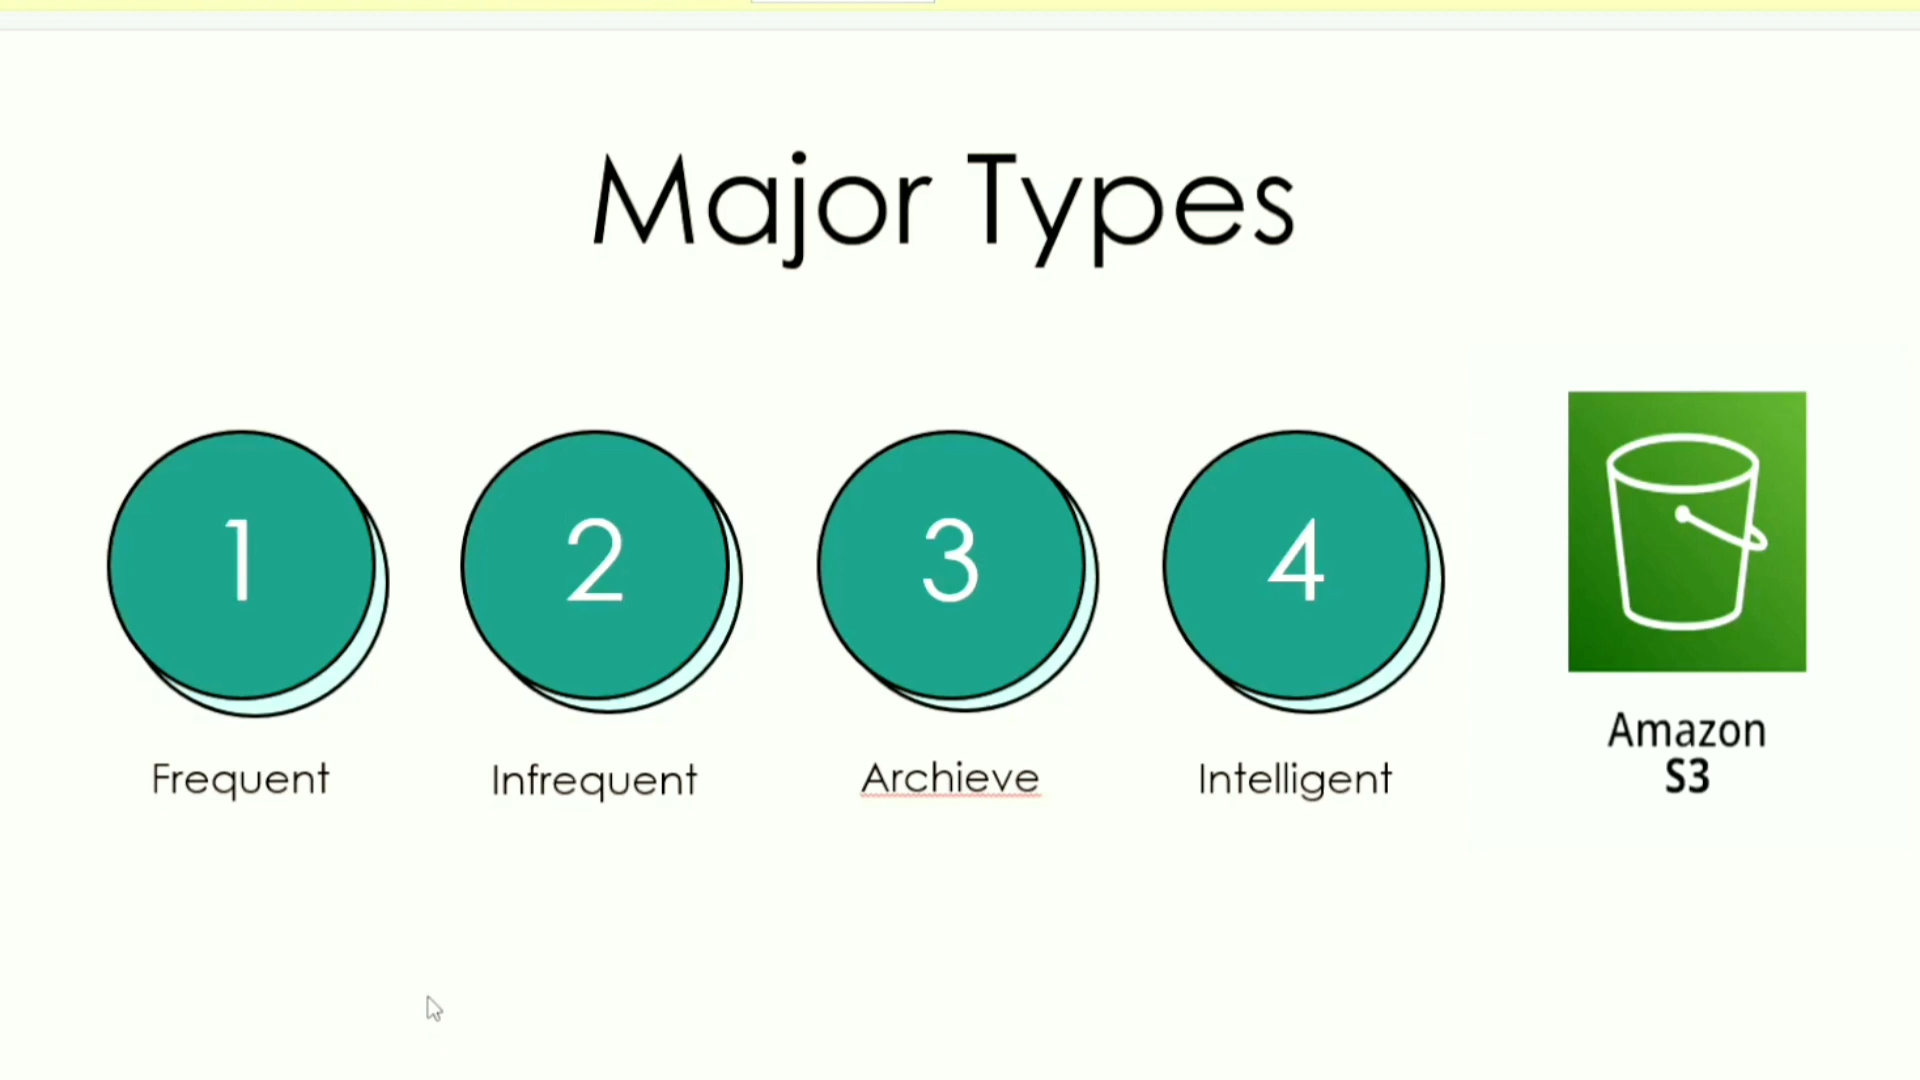 Major Types
1
2
3
4
Frequent
Infrequent
Archieve
Intelligent
Amazon
S3